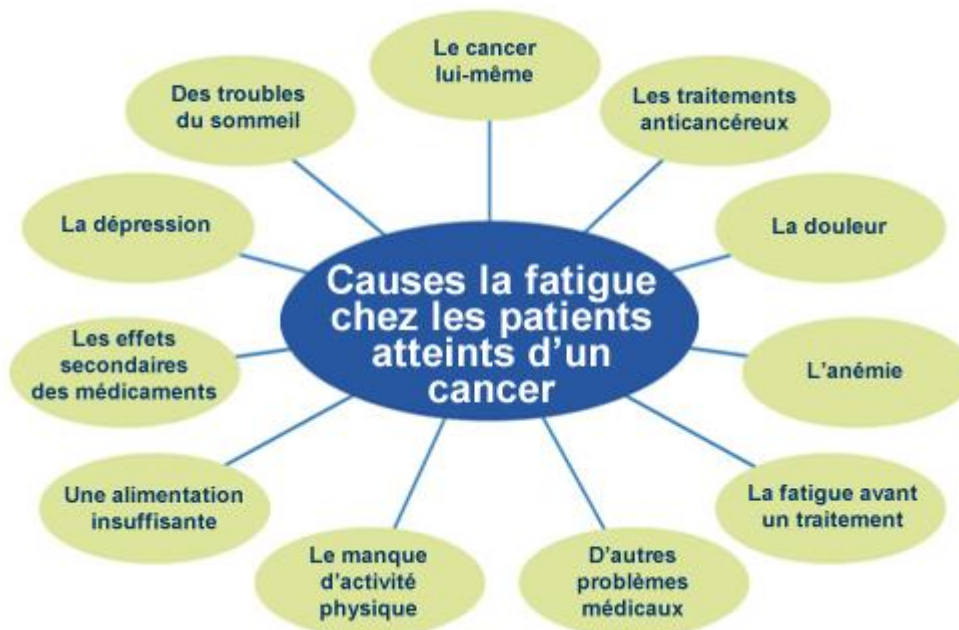 Le cancer
lui-même
Les traitements
anticancéreux
La douleur
L'anémie
La fatigue avant
un traitement
D'autres
problèmes
médicaux
Le manque
d'activité
physique
Une alimentation
insuffisante
Les effets
secondaires
des médicaments
La dépression
Des troubles
du sommeil
Causes la fatigue
chez les patients
atteints d'un
cancer